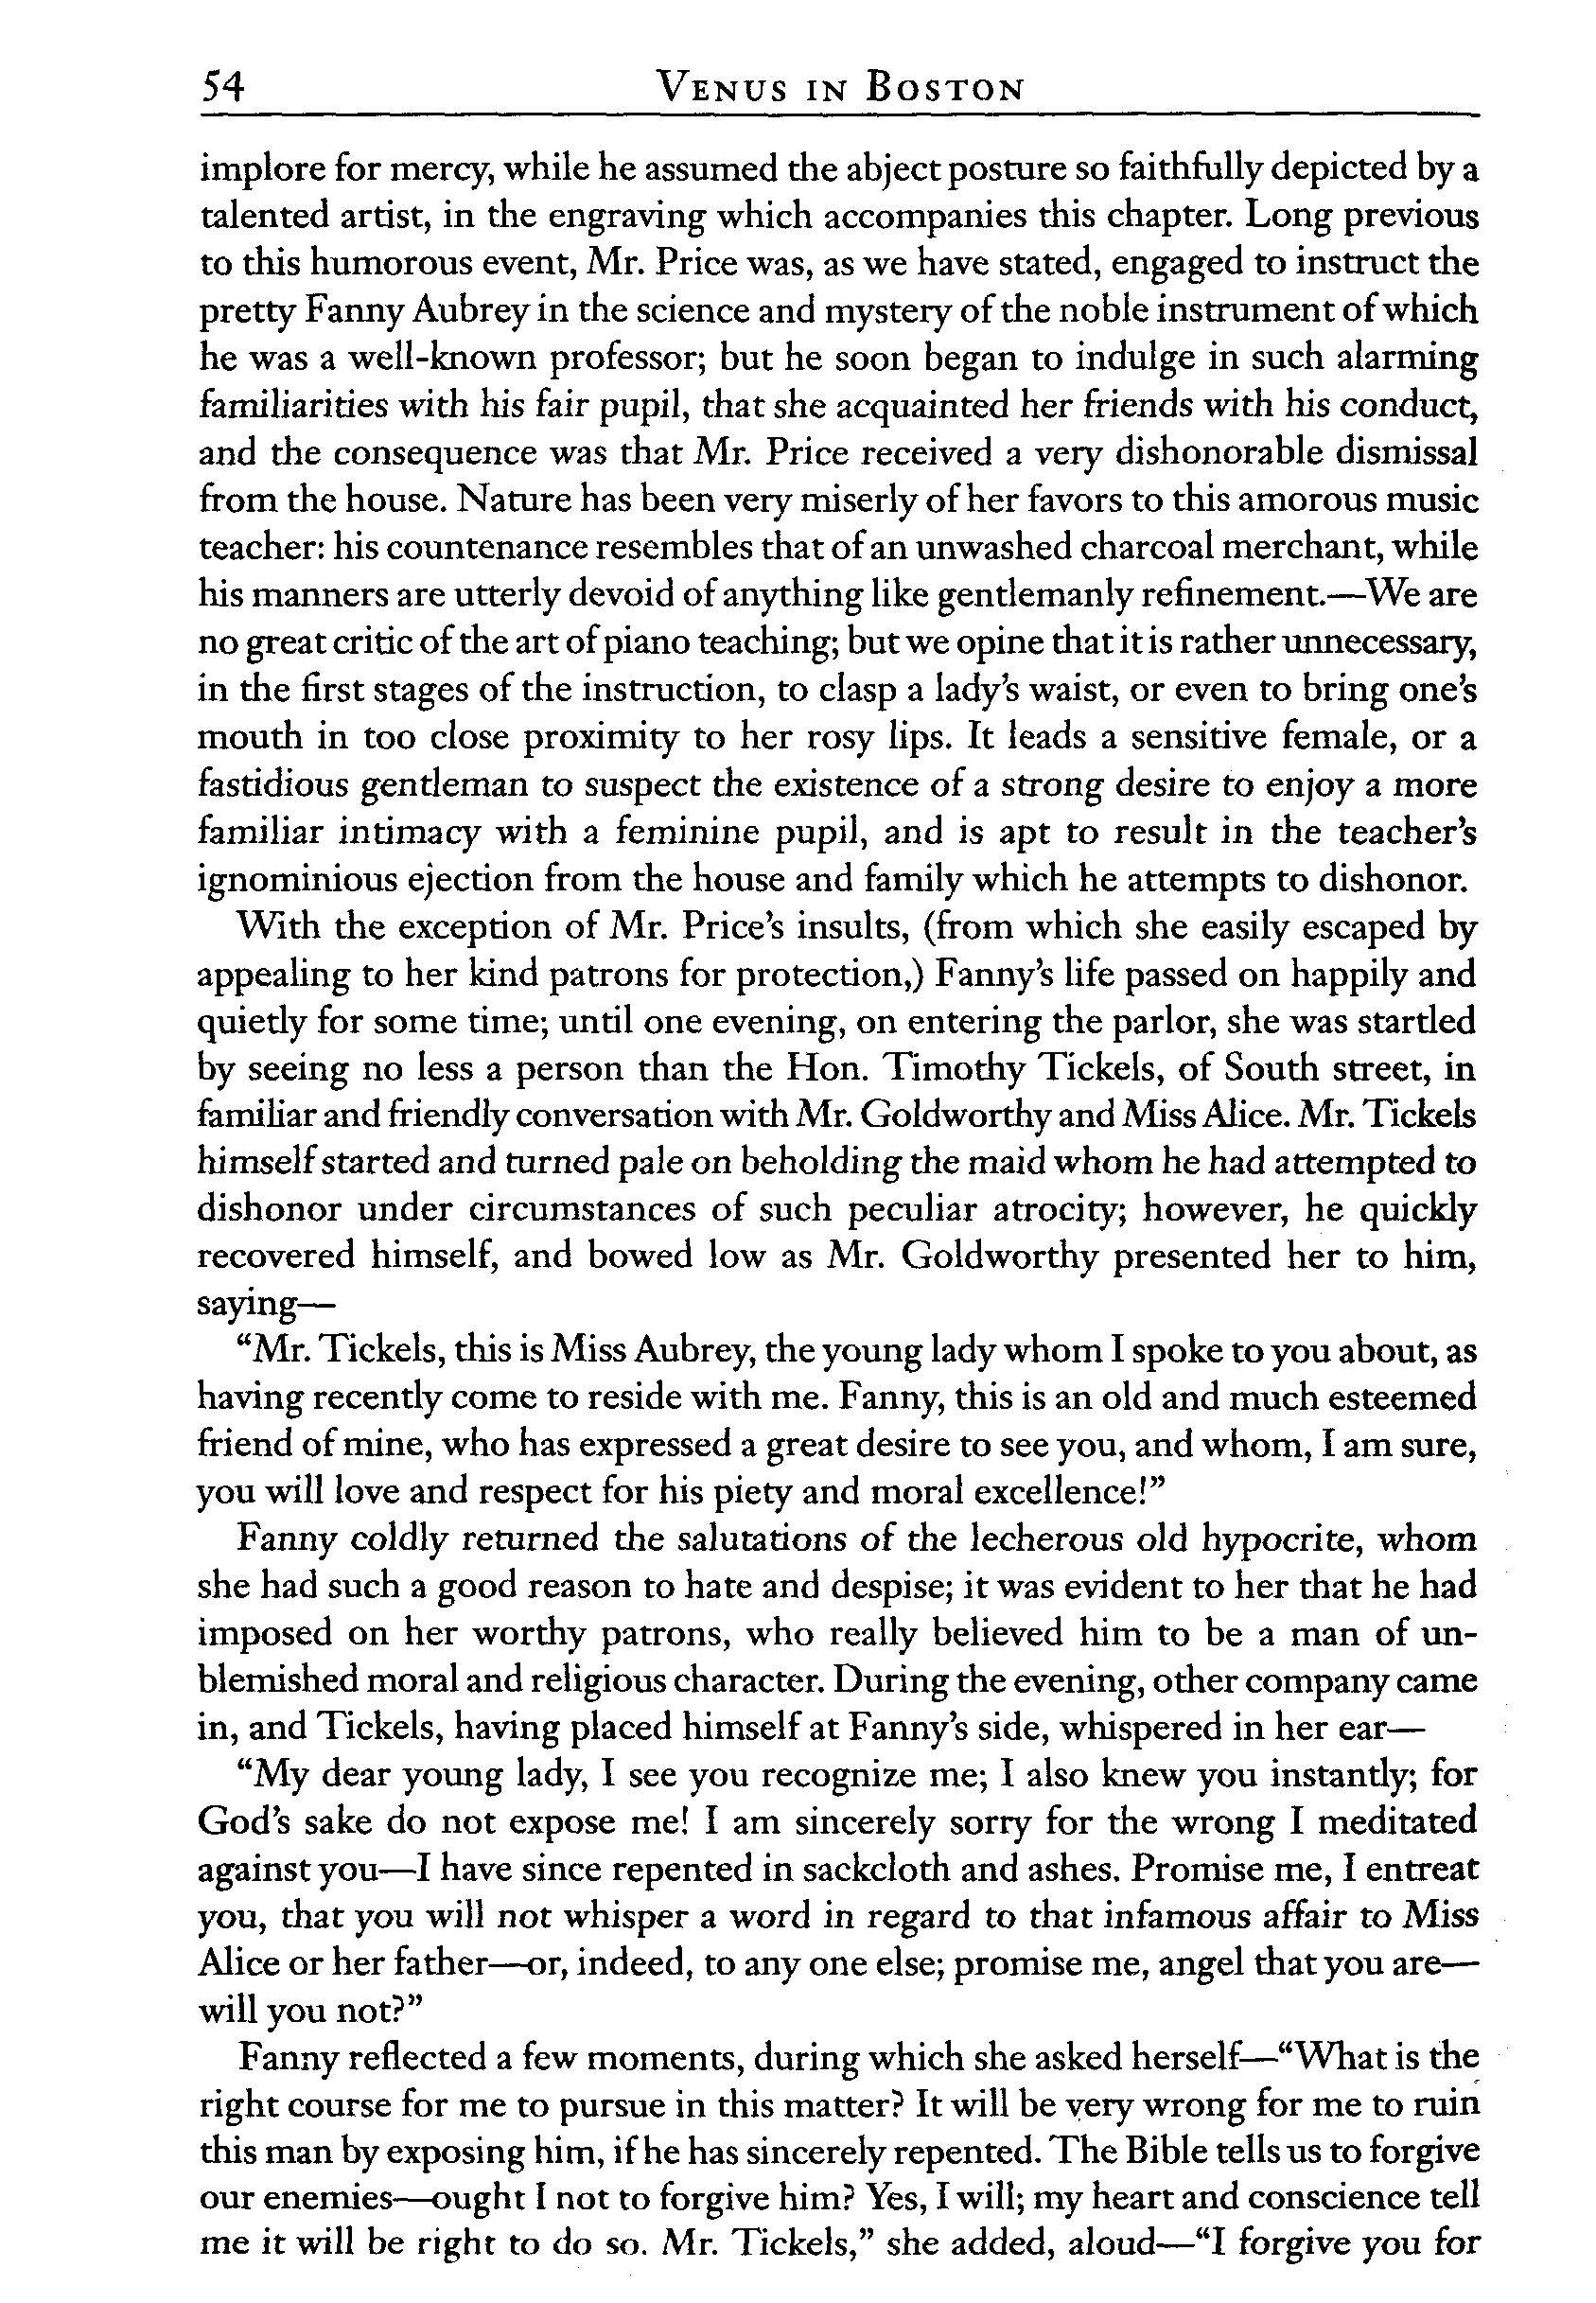 54 VENUS IN BOSTON
implore for mercy, while he assumed the abject posture so faithfully depicted by a
talented artist, in the engraving which accompanies this chapter. Long previous
to this humorous event, Mr. Price was, as we have stated, engaged to instruct the
pretty Fanny Aubrey in the science and mystery of the noble instrument of which
he was a well-known professor; but he soon began to indulge in such alarming
familiarities with his fair pupil, that she acquainted her friends with his conduct,
and the consequence was that Mr. Price received a very dishonorable dismissal
from the house. Nature has been very miserly of her favors to this amorous music
teacher: his countenance resembles that of an unwashed charcoal merchant, while
his manners are utterly devoid of anything like gentlemanly refinement.—We are
no great critic of the art of piano teaching; but we opine that it is rather unnecessary,
in the first stages of the instruction, to clasp a lady's waist, or even to bring one's
mouth in too close proximity to her rosy lips. It leads a sensitive female, or a
fastidious gentleman to suspect the existence of a strong desire to enjoy a more
familiar intimacy with a feminine pupil, and is apt to result in the teacher's
ignominious ejection from the house and family which he attempts to dishonor.
With the exception of Mr. Price's insults, (from which she easily escaped by
appealing to her kind patrons for protection,) Fanny's life passed on happily and
quietly for some time; until one evening, on entering the parlor, she was startled
by seeing no less a person than the Hon. Timothy Tickels, of South street, in
familiar and friendly conversation with Mr. Goldworthy and Miss Alice. Mr. Tickels
himself started and turned pale on beholding the maid whom he had attempted to
dishonor under circumstances of such peculiar atrocity; however, he quickly
recovered himself, and bowed low as Mr. Goldworthy presented her to him,
saying—
“Mr. Tickels, this is Miss Aubrey, the young lady whom I spoke to you about, as
having recently come to reside with me. Fanny, this is an old and much esteemed
friend of mine, who has expressed a great desire to see you, and whom, I am sure,
you will love and respect for his piety and moral excellence!”
Fanny coldly returned the salutations of the lecherous old hypocrite, whom
she had such a good reason to hate and despise; it was evident to her that he had
imposed on her worthy patrons, who really believed him to be a man of un-
blemished moral and religious character. During the evening, other company came
in, and Tickels, having placed himself at Fanny's side, whispered in her ear—
“My dear young lady, I see you recognize me; I also knew you instantly; for
God's sake do not expose me! I am sincerely sorry for the wrong I meditated
against you—I have since repented in sackcloth and ashes. Promise me, I entreat
you, that you will not whisper a word in regard to that infamous affair to Miss
Alice or her father—or, indeed, to any one else; promise me, angel that you are—
will you not?”
Fanny reflected a few moments, during which she asked herself—“What is the
right course for me to pursue in this matter? It will be very wrong for me to ruin
this man by exposing him, if he has sincerely repented. The Bible tells us to forgive
our enemies—ought I not to forgive him? Yes, I will; my heart and conscience tell
me it will be right to do so. Mr. Tickels,” she added, aloud—“I forgive you for